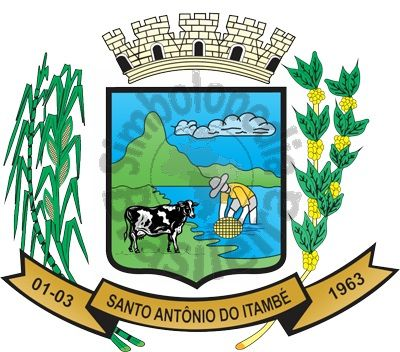 01-03
SANTO ANTÔNIO DO ITAMBÉ
1963